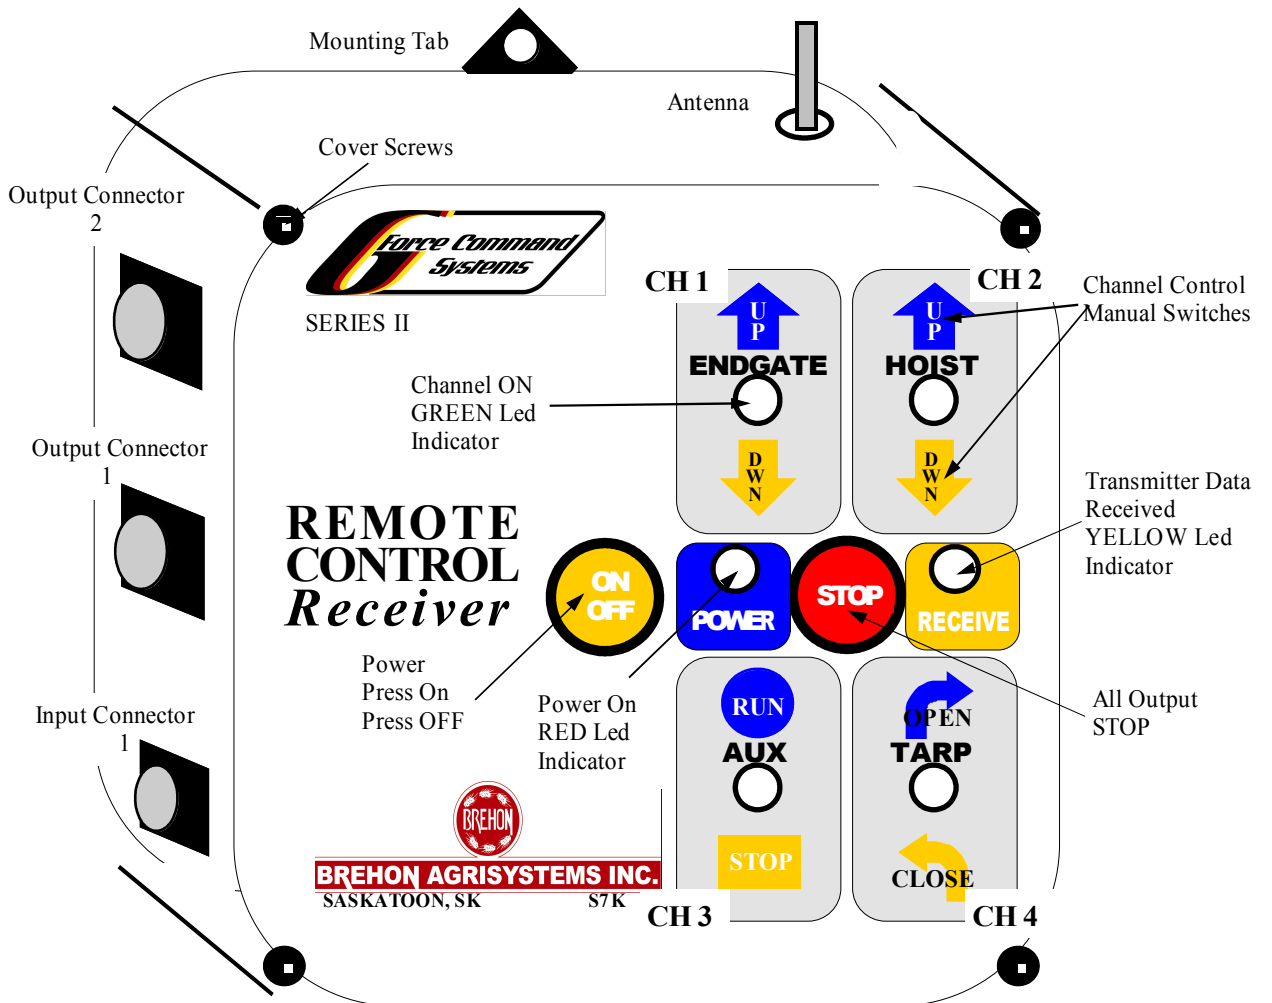 Mounting Tab
Antenna
Cover Screws
Output Connector
2
Force Command
Systems
SERIES II
CH 1
CH 2
Channel Control
Manual Switches
UP
UP
ENDGATE
HOIST
Channel ON
GREEN Led
Indicator
DWN
DWN
Output Connector
1
Transmitter Data
Received
YELLOW Led
Indicator
REMOTE
CONTROL
Receiver
ON
OFF
POWER
STOP
RECEIVE
Power
Press On
Press OFF
Power On
RED Led
Indicator
All Output
STOP
Input Connector
1
RUN
OPEN
AUX
TARP
STOP
CLOSE
BREHON
BREHON AGRISYSTEMS INC.
SASKATOON, SK S7K
CH 3
CH 4